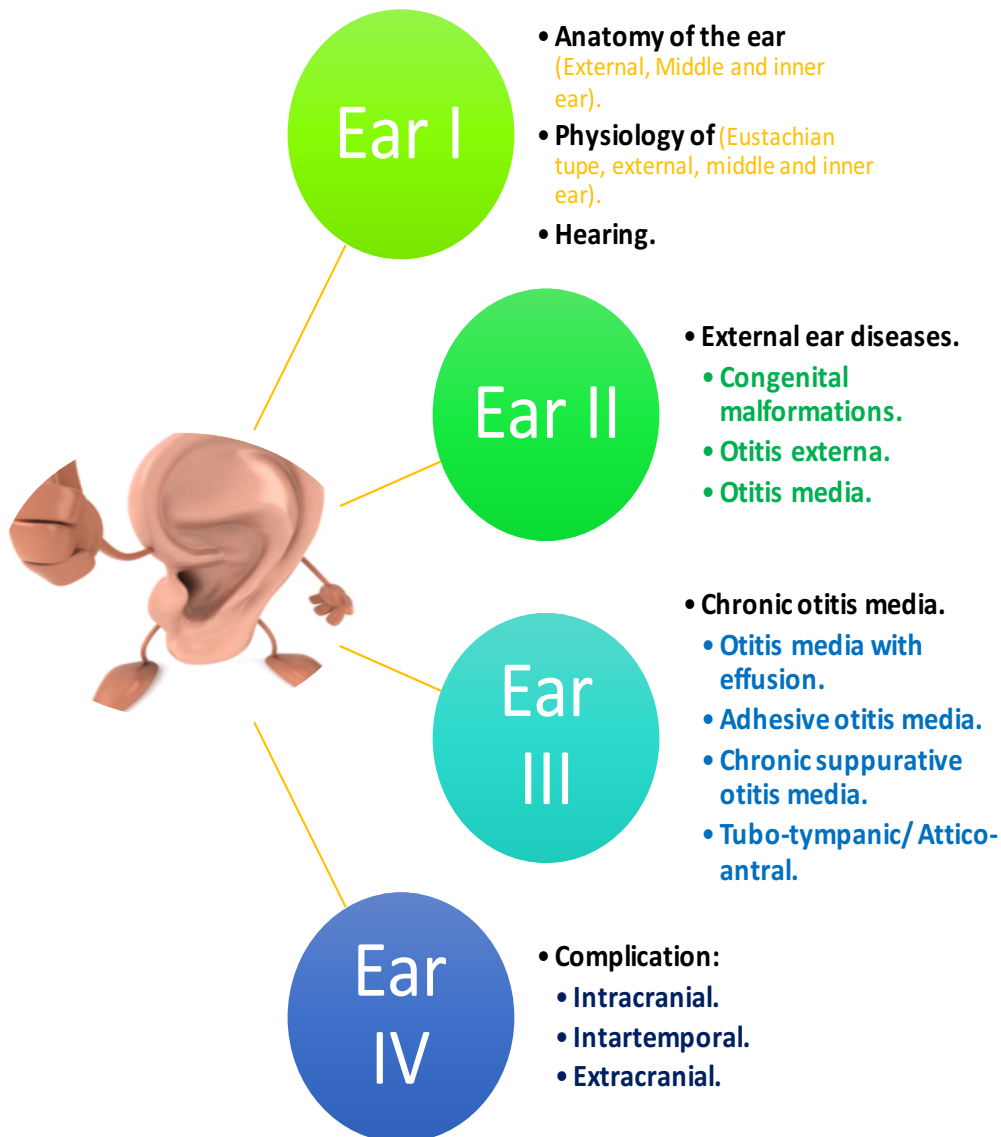 Ear I
• Anatomy of the ear
(External, Middle and inner
ear).
• Physiology of (Eustachian
tupe, external, middle and inner
ear).
• Hearing.
Ear II
• External ear diseases.
• Congenital
malformations.
• Otitis externa.
• Otitis media.
Ear
III
• Chronic otitis media.
• Otitis media with
effusion.
• Adhesive otitis media.
• Chronic suppurative
otitis media.
• Tubo-tympanic/ Attico-
antral.
Ear
IV
• Complication:
• Intracranial.
• Intartemporal.
• Extracranial.